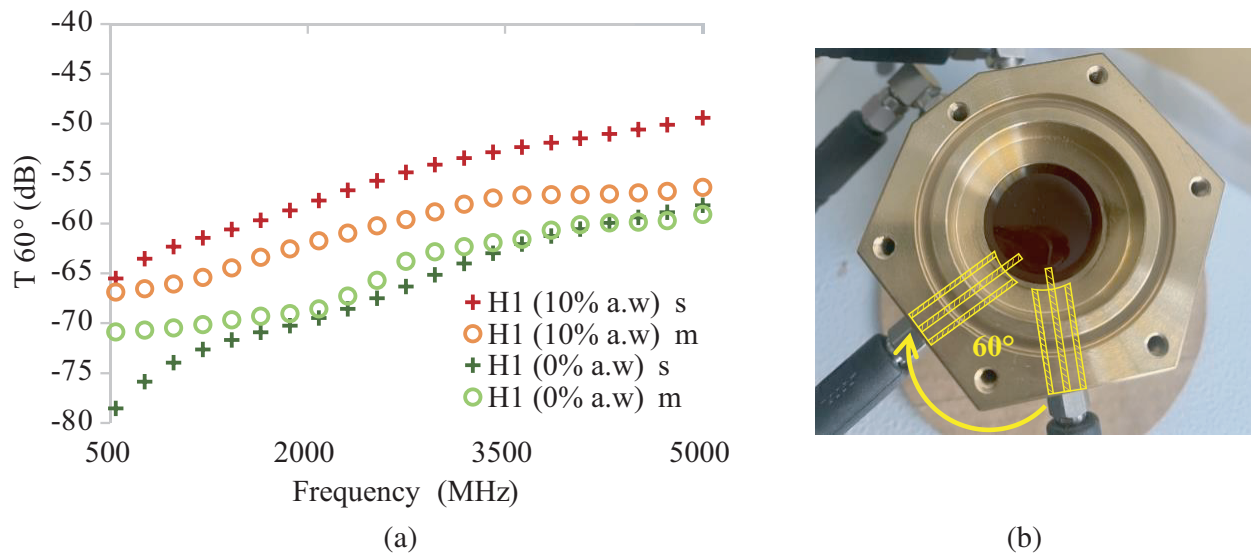 -40
-45
-50
-55
-60
-65
-70
-75
-80
T 60° (dB)
500
2000
3500
5000
Frequency (MHz)
H1 (10% a.w) s
H1 (10% a.w) m
H1 (0% a.w) s
H1 (0% a.w) m
(a)
60°
(b)